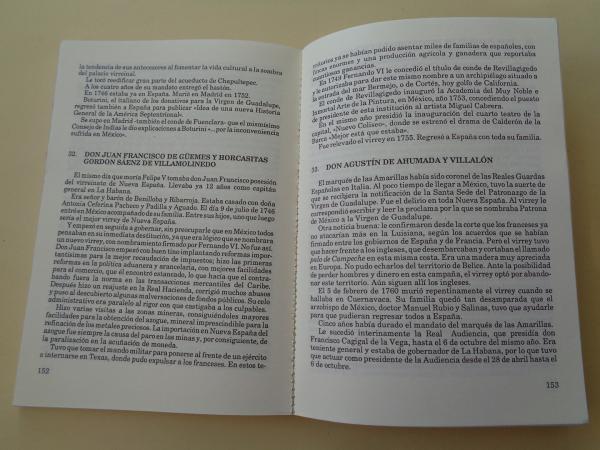 la tendencia de sus antecesores al fomentar la vida cultural a la sombra
del palacio virreinal.
Le tocó reedificar gran parte del acueducto de Chapultepec.
A los cuatro años de su mandato entregó el bastón.
En 1746 estaba ya en España. Murió en Madrid en 1752.
Boturini, el italiano de los donativos para la Virgen de Guadalupe,
regresó también a España para publicar «Idea de una nueva Historia
General de la América Septentrional».
Se supo en Madrid -también el conde de Fuenclara- que el mismísimo
Consejo de Indias le dio explicaciones a Boturini «...por la inconveniencia
sufrida en México».
32. DON JUAN FRANCISCO DE GÜEMES Y HORCASITAS
GORDON SÁENZ DE VILLAMOLINEDO
El mismo día que moría Felipe V tomaba don Juan Francisco posesión
del virreinato de Nueva España. Llevaba ya 12 años como capitán
general en La Habana.
Era señor y barón de Benilloba y Ribarroja. Estaba casado con doña
Antonia Ceferina Pacheco y Padilla y Aguado. El día 9 de julio de 1746
entró en México acompañado de su familia. Entre sus hijos, uno que luego
sería el mejor virrey de Nueva España.
Y empezó en seguida a gobernar, sin preocuparle que en México todos
pensaban en su inmediata destitución, ya que era lógico que se nombrara
un nuevo virrey, con nombramiento firmado por Fernando VI. No fue así.
Don Juan Francisco empezó con buen tino implantando reformas impor-
tantísimas para la mejor recaudación de impuestos; hizo las primeras
reformas en la política aduanera y arancelaria, con mejores facilidades
para el comercio, que él encontró estancado, lo que hacía que el contra-
bando fuera la norma en las transacciones mercantiles del Caribe.
Después hizo un reajuste en la Real Hacienda, corrigió muchos abusos
y puso al descubierto algunas malversaciones de fondos públicos. Su celo
administrativo era paralelo al rigor con que castigaba a los culpables.
Hizo varias visitas a las zonas mineras, consiguiéndoles mayores
facilidades para la obtención del sangue, mineral imprescindible para la
refinación de los metales preciosos. La importación en Nueva España del
sangue fue siempre la causa del paro en las minas y, por consiguiente, de
la paralización en la acuñación de moneda.
Tuvo que tomar el mando militar para ponerse al frente de un ejército
a internarse en Texas, donde pudo expulsar a los franceses. En estos te-
152
rritorios ya se habían podido asentar miles de familias de españoles, con
fincas enormes y una producción agrícola y ganadera que reportaba
cuantiosas ganancias.
En 1743 Fernando VI le concedió el título de conde de Revillagigedo
y le autorizaba para dar este mismo nombre a un archipiélago situado a
la entrada del mar Bermejo, o de Cortés, hoy golfo de California.
El conde de Revillagigedo inauguró la Academia del Muy Noble e
Inmortal Arte de la Pintura, en México, año 1753, concediendo el puesto
de presidente de esta institución al artista Miguel Cabrera.
En el mismo año presidió la inauguración del cuarto teatro de la
capital, «Nuevo Coliseo», donde se estrenó el drama de Calderón de la
Barca «Mejor está que estaba».
Fue relevado el virrey en 1755. Regresó a España con toda su familia.
33. DON AGUSTÍN DE AHUMADA Y VILLALÓN
El marqués de las Amarillas había sido coronel de las Reales Guardas
Españolas en Italia. Al poco tiempo de llegar a México, tuvo la suerte de
que se recibiera la notificación de la Santa Sede del Patronazgo de la
Virgen de Guadalupe. Fue el delirio en toda Nueva España. Al virrey le
correspondió escribir y leer la proclama por la que se nombraba Patrona
de México a la Virgen de Guadalupe.
Otra noticia buena: le confirmaron desde la corte que los franceses ya
no atacarían más en la Luisiana, según los acuerdos que se habían
firmado entre los gobiernos de España y de Francia. Peró el virrey tuvo
que hacer frente a los ingleses, que desembarcaban y cortaban el llamado
palo de Campeche en esta misma costa. Era una madera muy apreciada
en Europa. No pudo echarlos del territorio de Belice. Ante la posibilidad
de perder hombres y dinero en esta campaña, el virrey optó por abando-
nar este territorio. Aún siguen allí los ingleses.
El 5 de febrero de 1760 murió repentinamente el virrey cuando se
hallaba en Cuernavaca. Su familia quedó tan desamparada que el
arzobispo de México, doctor Manuel Rubio y Salinas, tuvo que ayudarle
para que pudieran regresar todos a España.
Cinco años había durado el mandato del marqués de las Amarillas.
Le sucedió interinamente la Real Audiencia, que presidía don
Francisco Cagigal de la Vega, hasta el 6 de octubre del mismo año. Era
teniente general y estaba de gobernador de La Habana, por lo que tuvo
que actuar como presidente de la Audiencia desde el 28 de abril hasta el
6 de octubre.
153